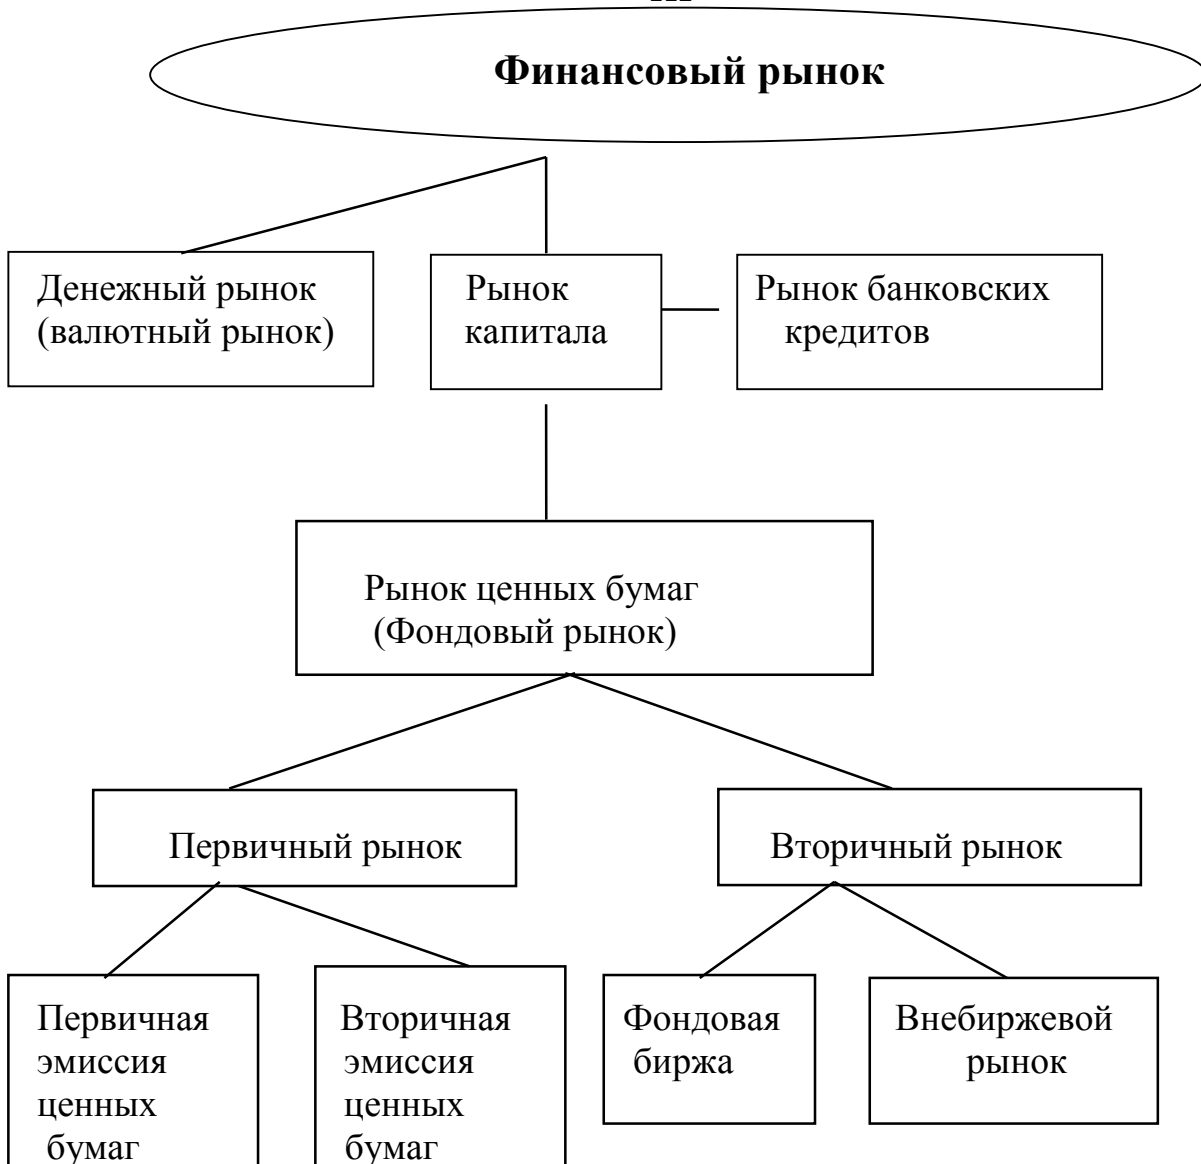 Финансовый рынок
Денежный рынок
(валютный рынок)
Рынок
капитала
Рынок банковских
кредитов
Рынок ценных бумаг
(Фондовый рынок)
Первичный рынок
Вторичный рынок
Первичная
эмиссия
ценных
бумаг
Вторичная
эмиссия
ценных
бумаг
Фондовая
биржа
Внебиржевой
рынок